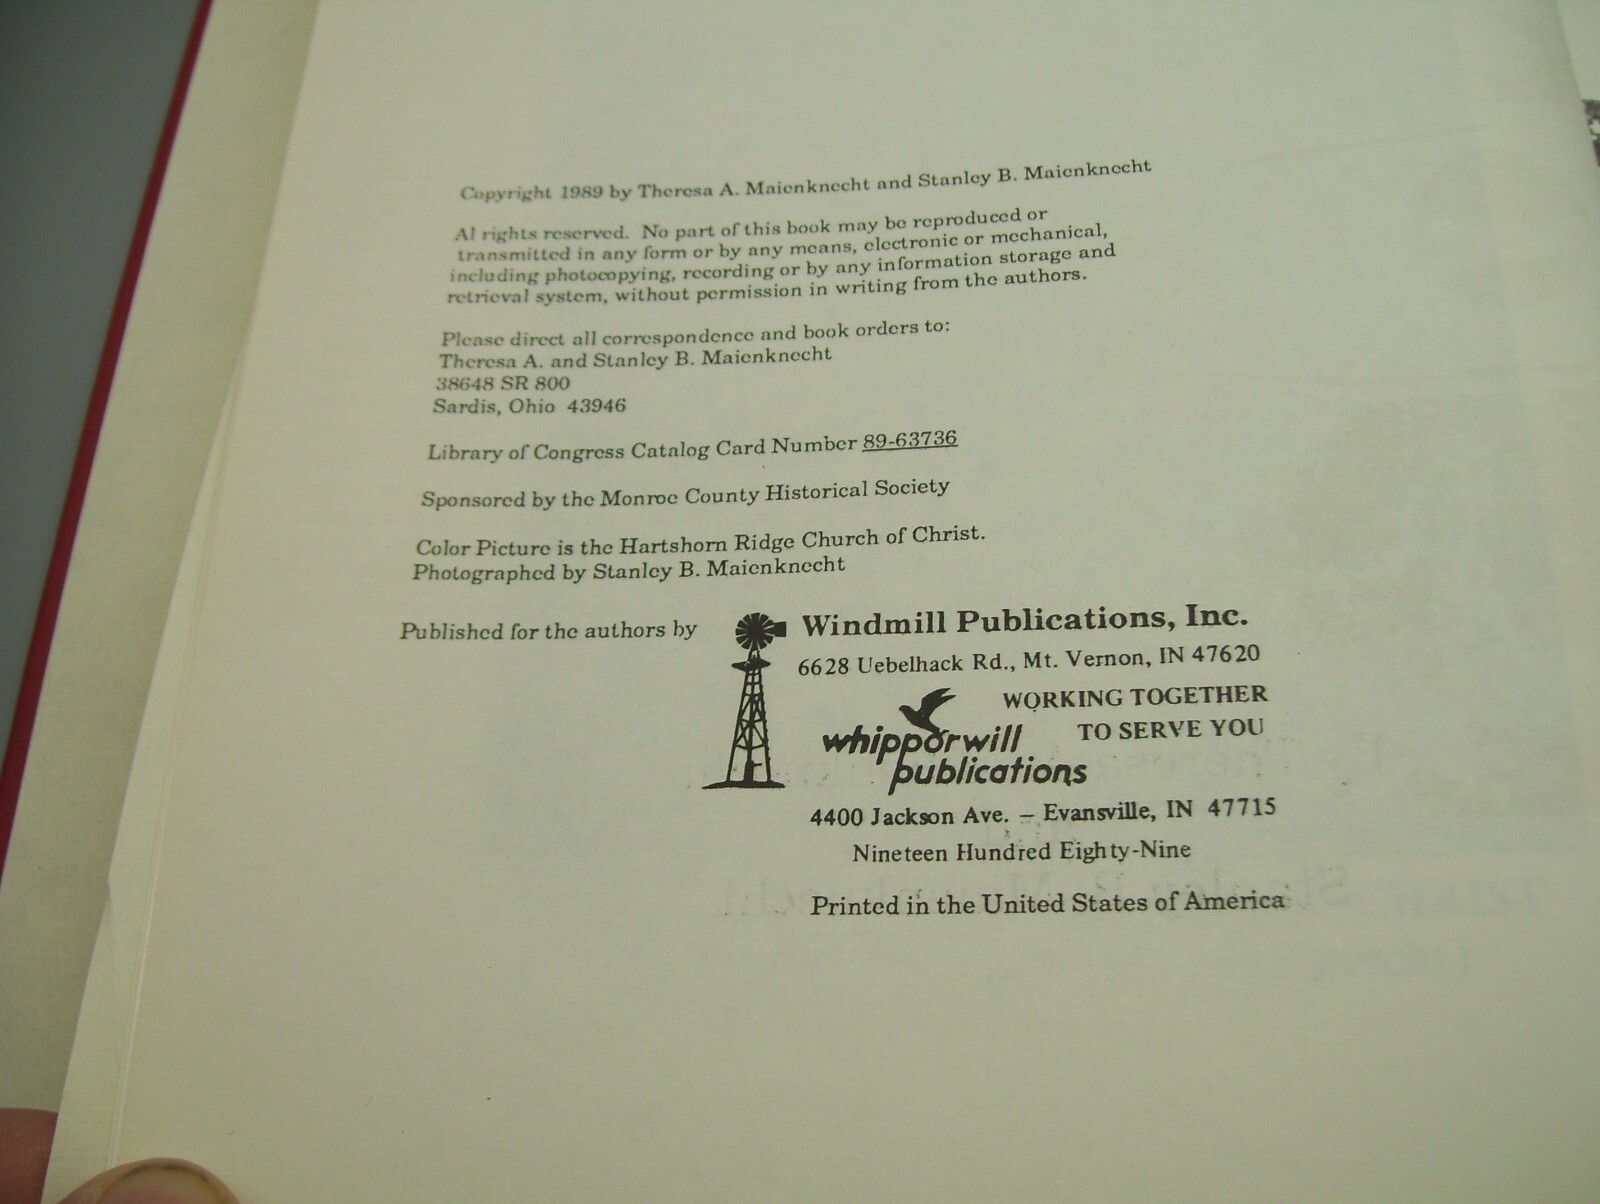 Copyright 1989 by Theresa A. Maienknecht and Stanley B. Maienknecht
Al rights reserved. No part of this book may be reproduced or
transmitted in any form or by any means, electronic or mechanical,
including photocopying, recording or by any information storage and
retrieval system, without permission in writing from the authors.
Please direct all correspondence and book orders to:
Theresa A. and Stanley B. Maienknecht
38648 SR 800
Sardis, Ohio 43946
Library of Congress Catalog Card Number 89-63736
Sponsored by the Monroe County Historical Society
Color Picture is the Hartshorn Ridge Church of Christ.
Photographed by Stanley B. Maienknecht
Published for the authors by
Windmill Publications, Inc.
6628 Uebelhack Rd., Mt. Vernon, IN 47620
WORKING TOGETHER
TO SERVE YOU
whipporwill
publications
4400 Jackson Ave. – Evansville, IN 47715
Nineteen Hundred Eighty-Nine
Printed in the United States of America